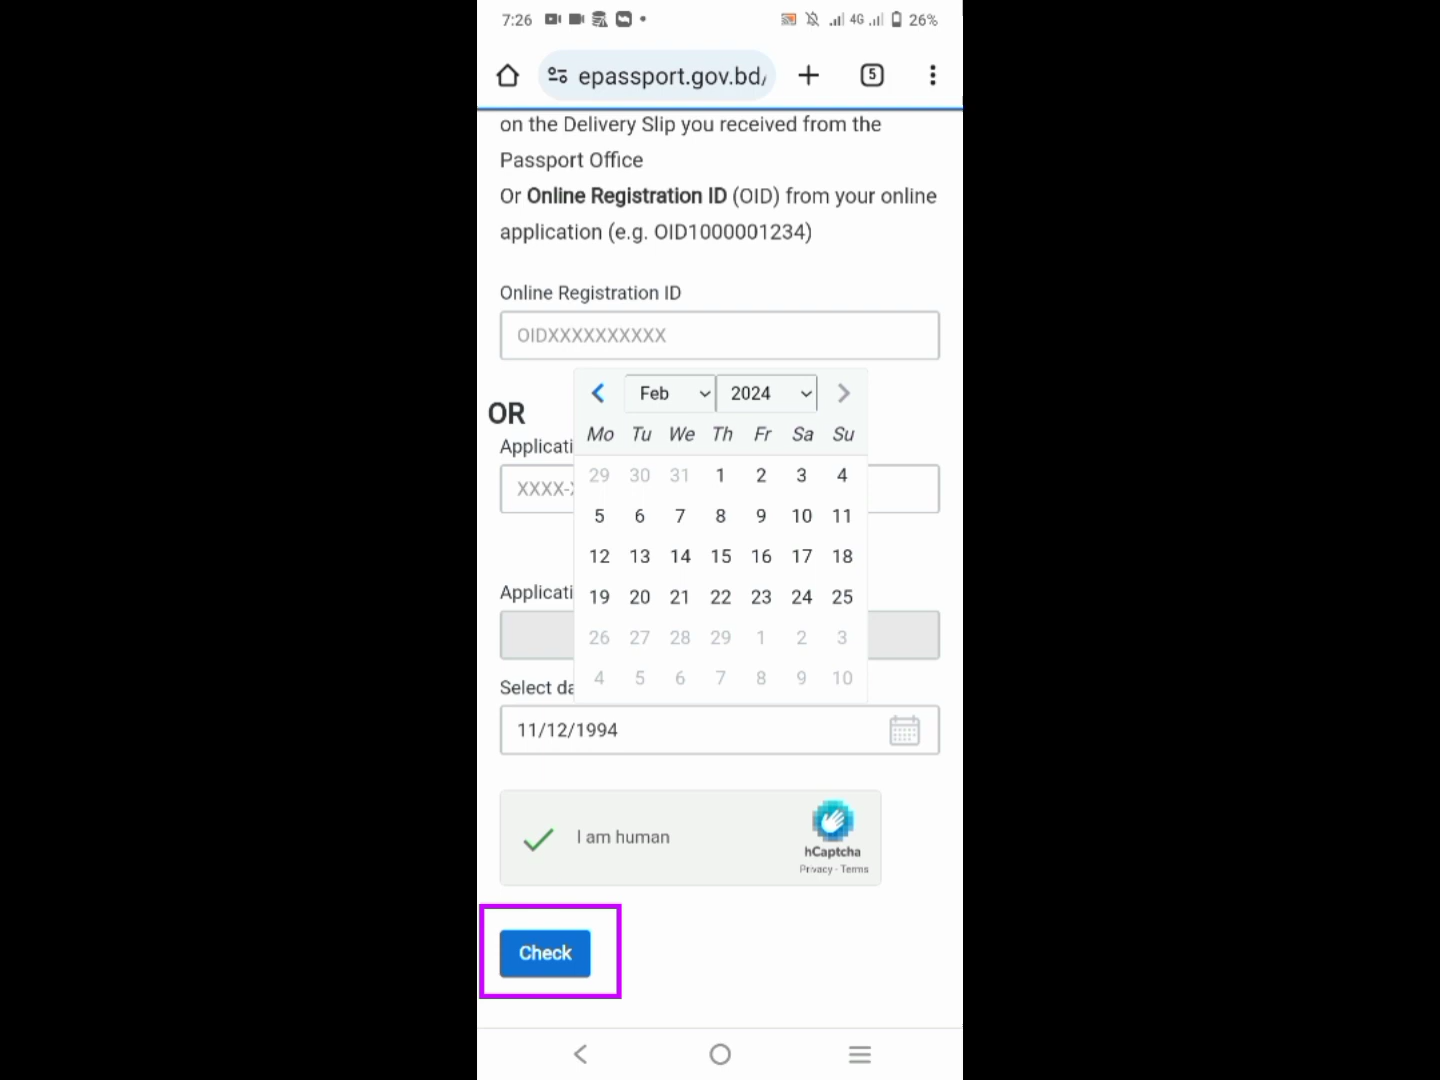 7:26 4G 26%
epassport.gov.bd/ 5
on the Delivery Slip you received from the
Passport Office
Or Online Registration ID (OID) from your online
application (e.g. OID1000001234)
Online Registration ID
OIDXXXXXXXXXX
Feb 2024
OR
Mo Tu We Th Fr Sa Su
Applicati
29 30 31 1 2 3 4
XXXX-
5 6 7 8 9 10 11
12 13 14 15 16 17 18
Applicati
19 20 21 22 23 24 25
26 27 28 29 1 2 3
4 5 6 7 8 9 10
Select da
11/12/1994
I am human
hCaptcha
Privacy - Terms
Check